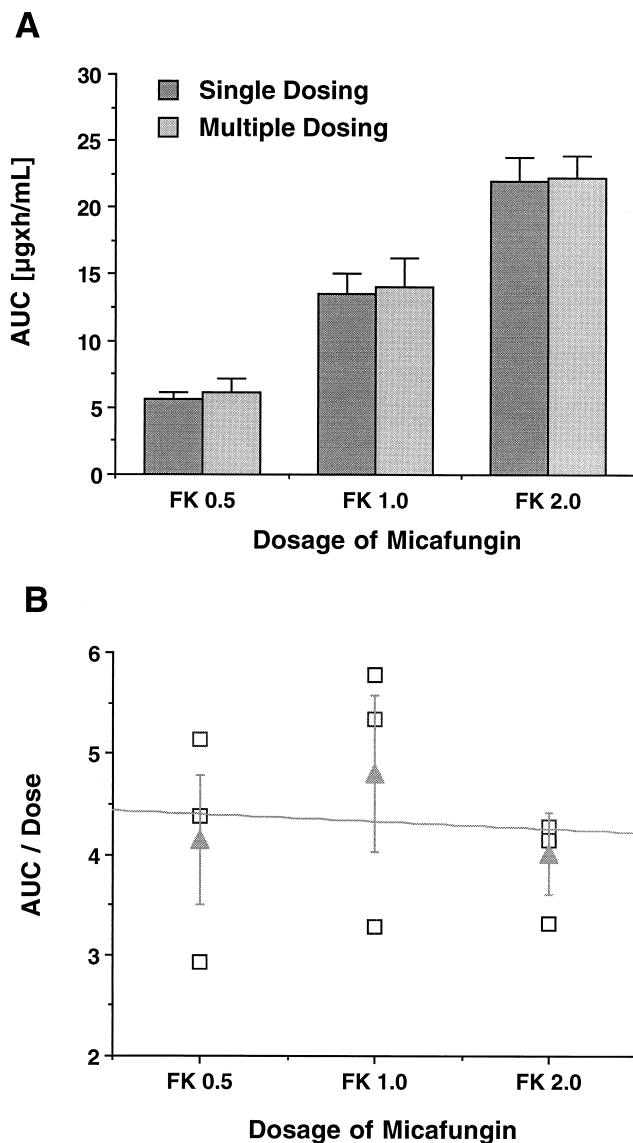 A
30
25
20
15
10
5
0
AUC [µgxh/mL]
Single Dosing
Multiple Dosing
FK 0.5
FK 1.0
FK 2.0
Dosage of Micafungin
B
6
5
4
3
2
AUC / Dose
FK 0.5
FK 1.0
FK 2.0
Dosage of Micafungin